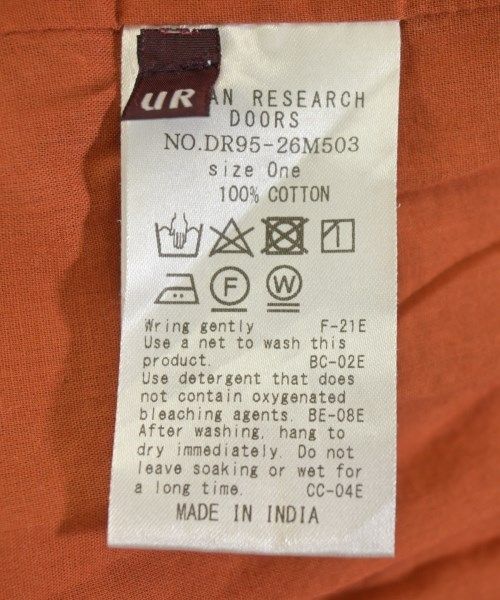 UR
AN RESEARCH
DOORS
NO.DR95-26M503
size One
100% COTTON
F
W
Wring gently F-21E
Use a net to wash this
product. BC-02E
Use detergent that does
not contain oxygenated
bleaching agents. BE-08E
After washing, hang to
dry immediately. Do not
leave soaking or wet for
a long time. CC-04E
MADE IN INDIA